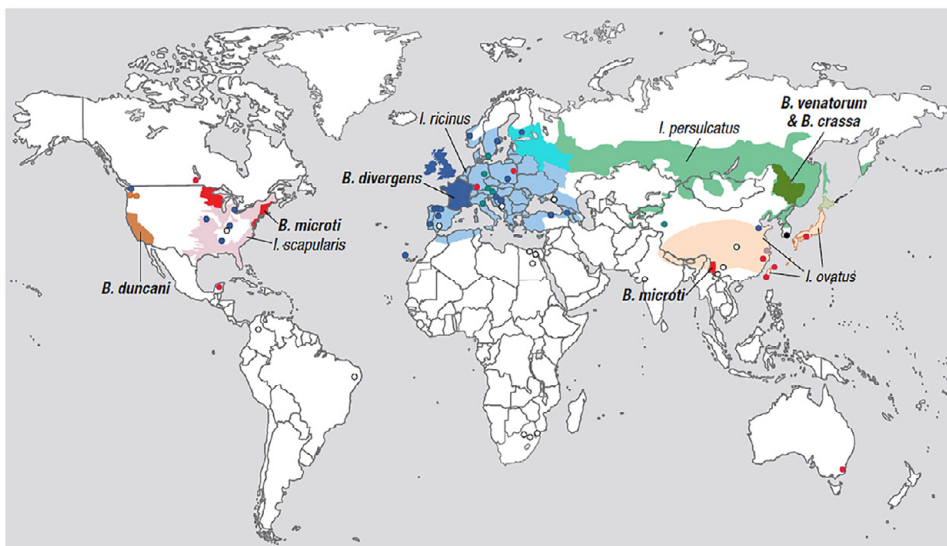 I. ricinus
B. venatorum
& B. crassa
I. persulcatus
B. divergens
B. microti
I. scapularis
B. duncani
I. ovatus
B. microti